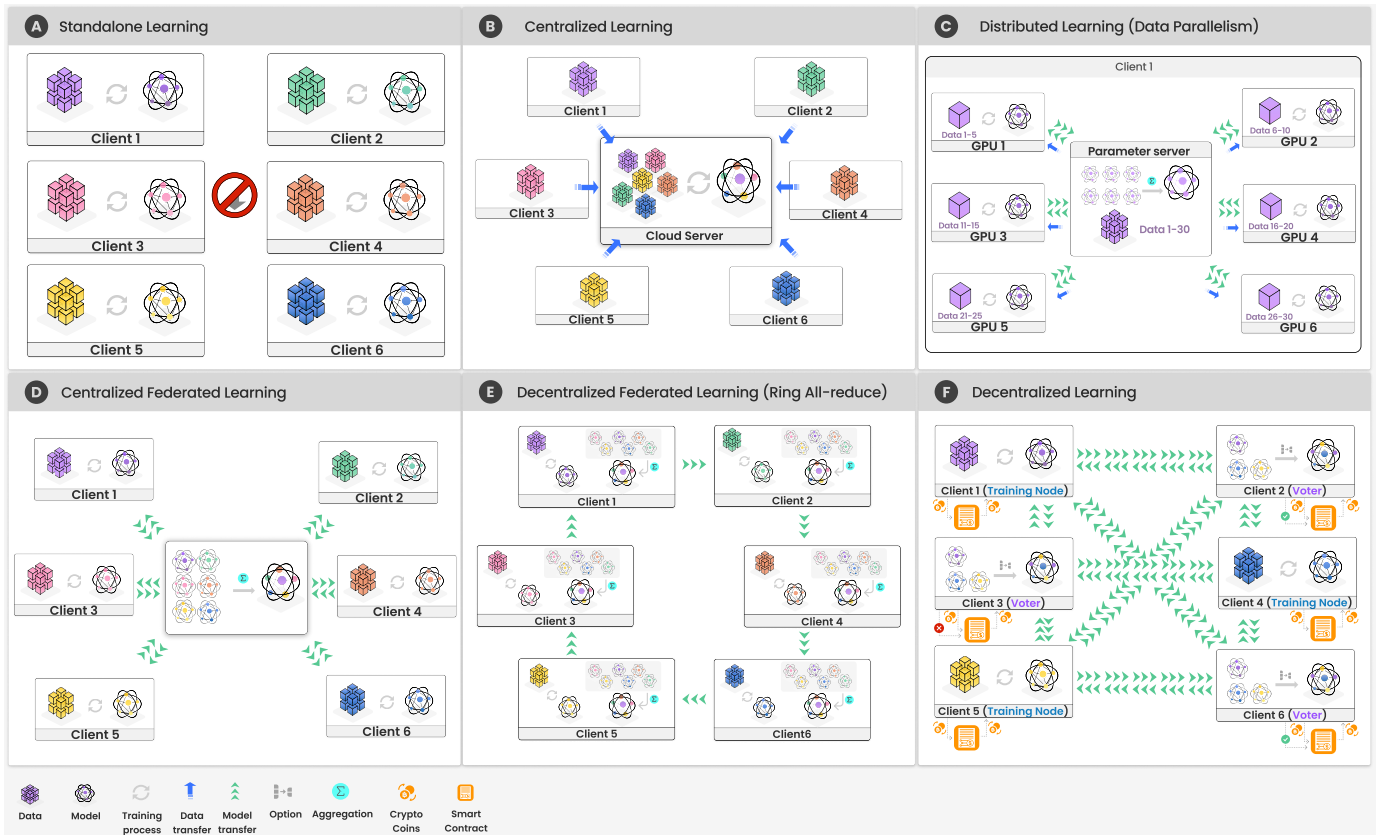 A Standalone Learning
Client 1
Client 2
Client 3
Client 4
Client 5
Client 6
B Centralized Learning
Client 1
Client 2
Client 3
Cloud Server
Client 4
Client 5
Client 6
C Distributed Learning (Data Parallelism)
Client 1
Data 1-5
GPU 1
Data 6-10
GPU 2
Parameter server
Σ
Data 1-30
Data 11-15
GPU 3
Data 16-20
GPU 4
Data 21-25
GPU 5
Data 26-30
GPU 6
D Centralized Federated Learning
Client 1
Client 2
Client 3
Σ
Client 4
Client 5
Client 6
E Decentralized Federated Learning (Ring All-reduce)
Σ
Client 1
Σ
Client 2
Σ
Client 3
Σ
Client 4
Σ
Client 5
Σ
Client6
F Decentralized Learning
Client 1 (Training Node)
Client 2 (Voter)
Client 3 (Voter)
Client 4 (Training Node)
Client 5 (Training Node)
Client 6 (Voter)
Data
Model
Training
process
Data
transfer
Model
transfer
Option
Σ
Aggregation
Crypto
Coins
Smart
Contract